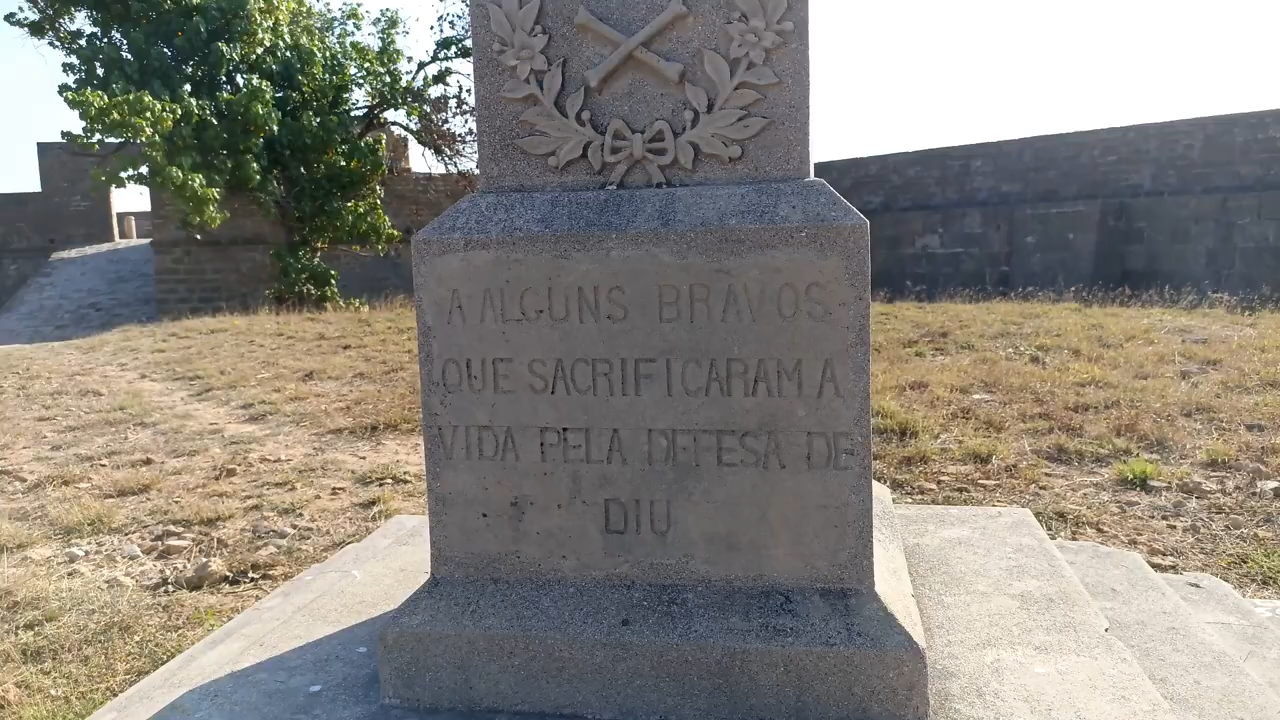 A ALGUNS BRAVOS
QUE SACRIFICARAM A
VIDA PELA DEFESA DE
DIU